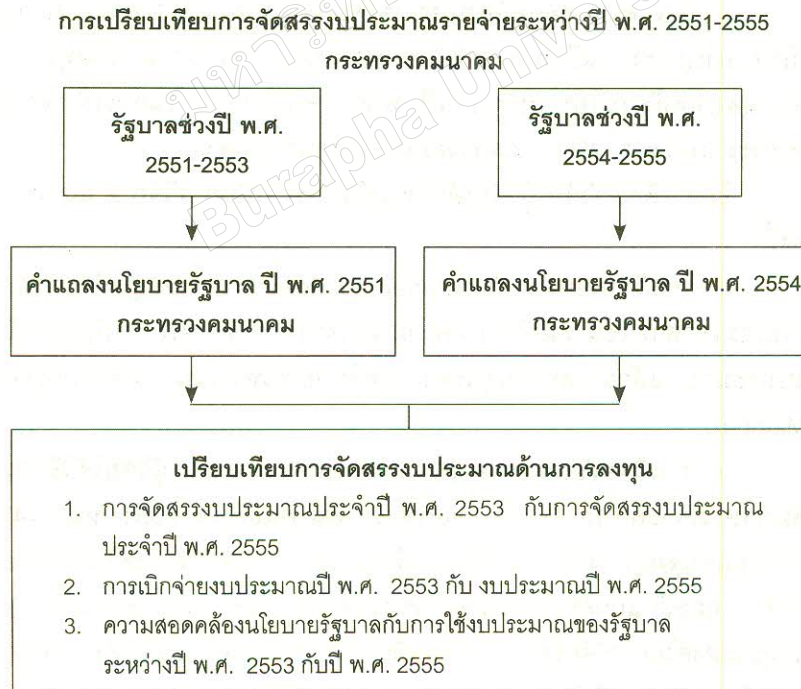 การเปรียบเทียบการจัดสรรงบประมาณรายจ่ายระหว่างปี พ.ศ. 2551-2555
กระทรวงคมนาคม
รัฐบาลช่วงปี พ.ศ.
2551-2553
รัฐบาลช่วงปี พ.ศ.
2554-2555
คำแถลงนโยบายรัฐบาล ปี พ.ศ. 2551
กระทรวงคมนาคม
คำแถลงนโยบายรัฐบาล ปี พ.ศ. 2554
กระทรวงคมนาคม
เปรียบเทียบการจัดสรรงบประมาณด้านการลงทุน
1. การจัดสรรงบประมาณประจำปี พ.ศ. 2553 กับการจัดสรรงบประมาณ
ประจำปี พ.ศ. 2555
2. การเบิกจ่ายงบประมาณปี พ.ศ. 2553 กับ งบประมาณปี พ.ศ. 2555
3. ความสอดคล้องนโยบายรัฐบาลกับการใช้งบประมาณของรัฐบาล
ระหว่างปี พ.ศ. 2553 กับปี พ.ศ. 2555
Burapha University